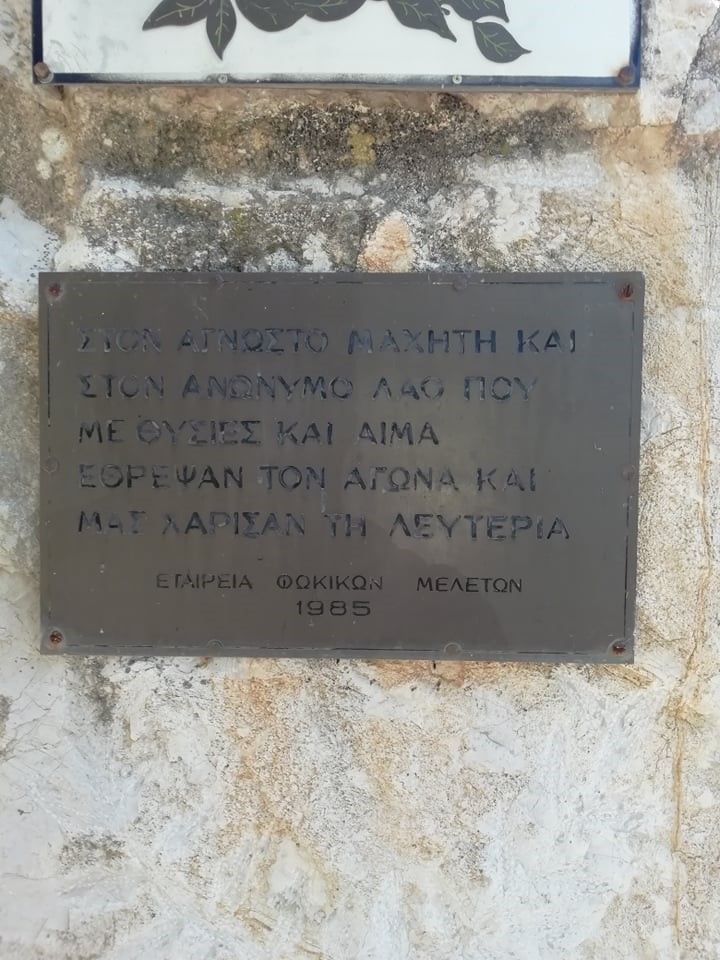 ΣΤΟΝ ΑΓΝΩΣΤΟ ΜΑΧΗΤΗ ΚΑΙ
ΣΤΟΝ ΑΝΩΝΥΜΟ ΛΑΟ ΠΟΥ
ΜΕ ΘΥΣΙΕΣ ΚΑΙ ΑΙΜΑ
ΕΘΡΕΨΑΝ ΤΟΝ ΑΓΩΝΑ ΚΑΙ
ΜΑΣ ΧΑΡΙΣΑΝ ΤΗ ΛΕΥΤΕΡΙΑ
ΕΤΑΙΡΕΙΑ ΦΩΚΙΚΩΝ ΜΕΛΕΤΩΝ
1985